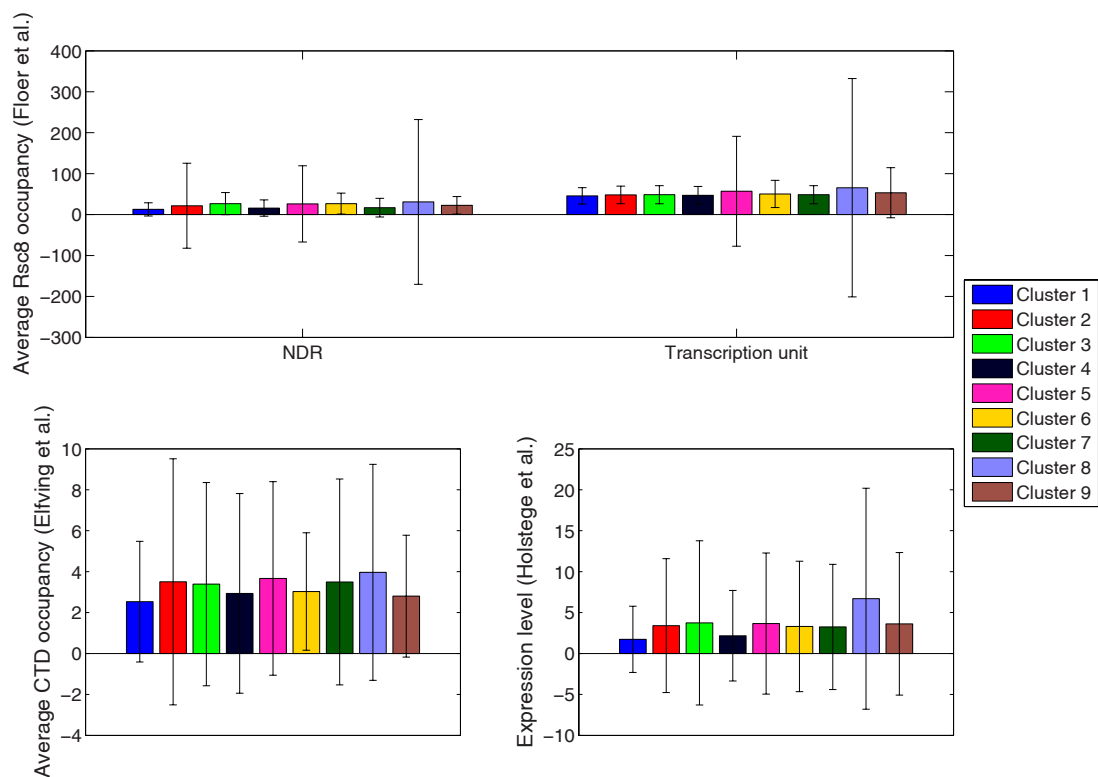 Average Rsc8 occupancy (Floer et al.)
400
300
200
100
0
−100
−200
−300
NDR
Transcription unit
Cluster 1
Cluster 2
Cluster 3
Cluster 4
Cluster 5
Cluster 6
Cluster 7
Cluster 8
Cluster 9
Average CTD occupancy (Elfving et al.)
10
8
6
4
2
0
−2
−4
Expression level (Holstege et al.)
25
20
15
10
5
0
−5
−10